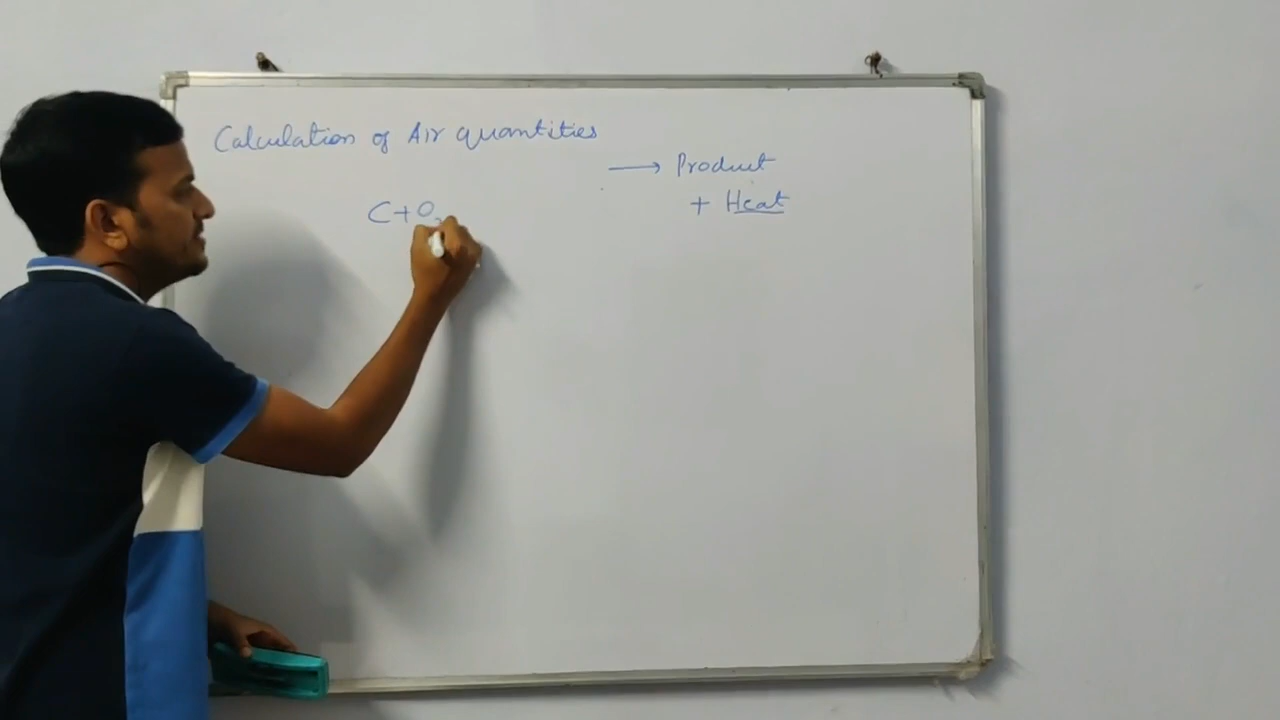 Calculation of Air quantities
⟶ Product
+ Heat
C+O₂